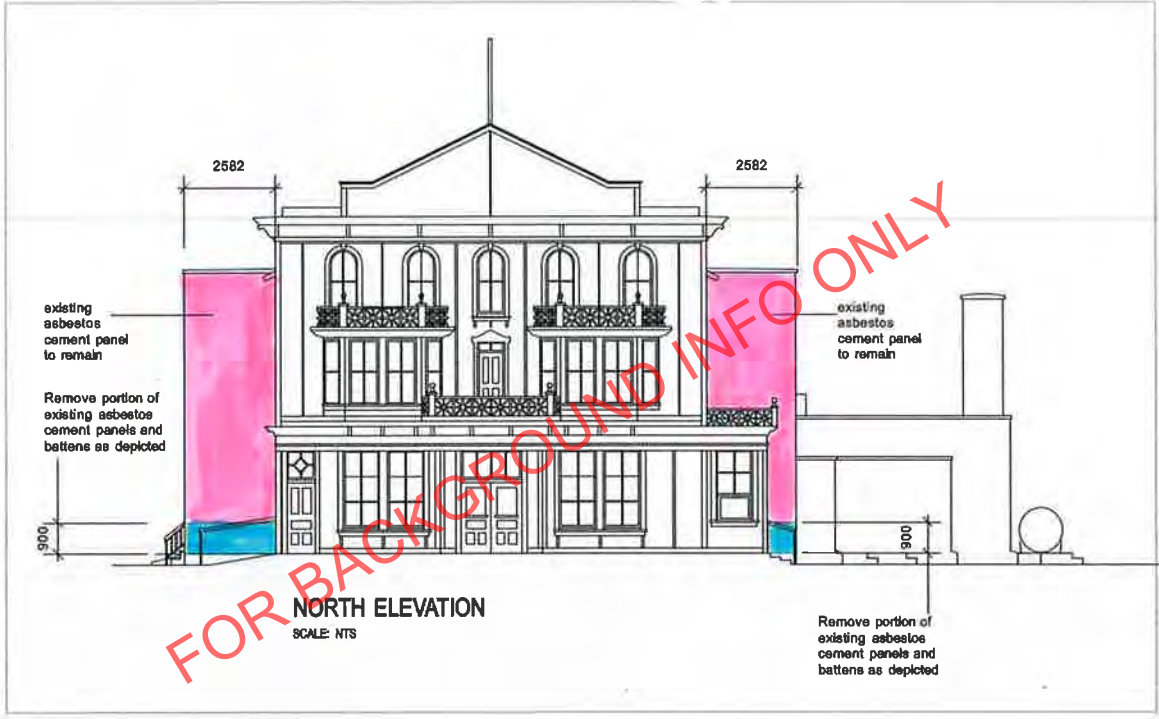 2582
2582
existing
asbestos
cement panel
to remain
existing
asbestos
cement panel
to remain
Remove portion of
existing asbestos
cement panels and
battens as depicted
900
900
FOR BACKGROUND INFO ONLY
NORTH ELEVATION
SCALE: NTS
Remove portion of
existing asbestos
cement panels and
battens as depicted